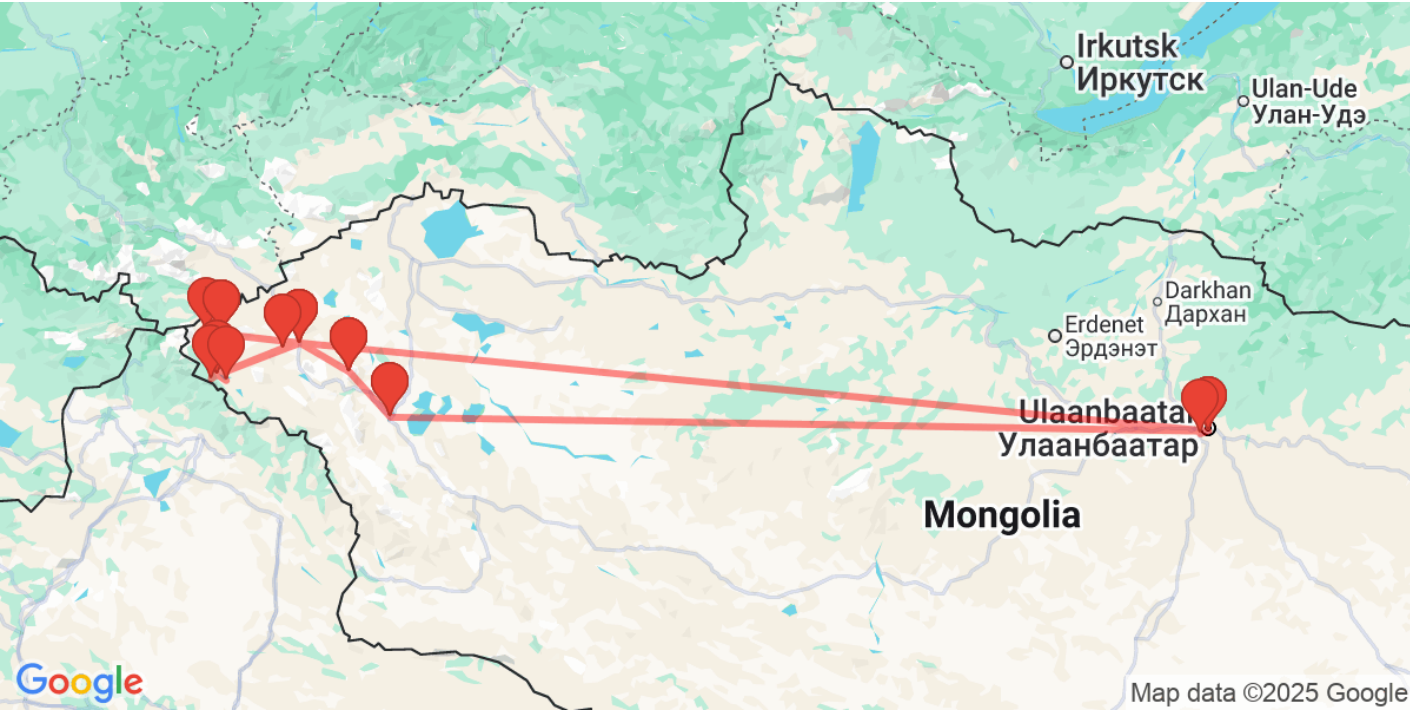 Irkutsk
Иркутск
Ulan-Ude
Улан-Удэ
Darkhan
Дархан
Erdenet
Эрдэнэт
Ulaanbaatar
Улаанбаатар
Mongolia
Google
Map data ©2025 Google